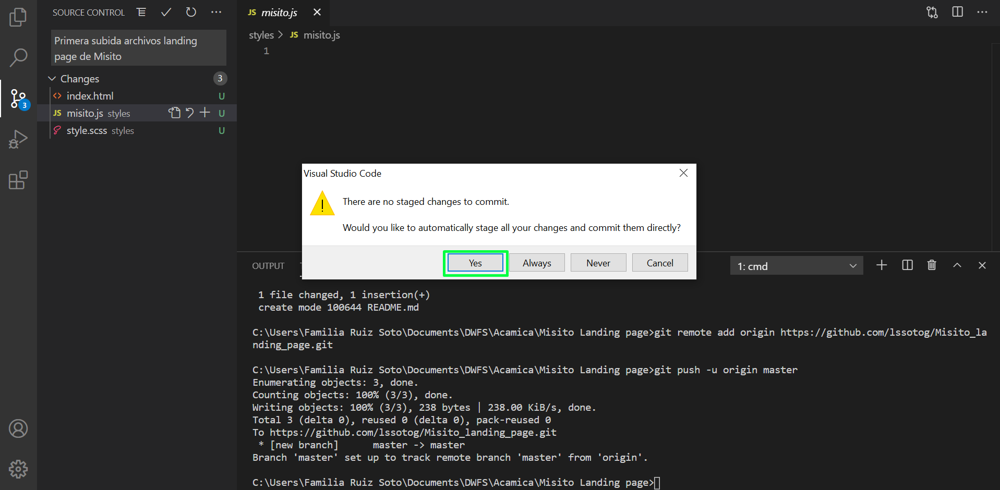 SOURCE CONTROL
Primera subida archivos landing
page de Misito
Changes 3
index.html U
JS misito.js styles U
style.scss styles U
3
JS misito.js
styles > JS misito.js
1
Visual Studio Code
There are no staged changes to commit.
Would you like to automatically stage all your changes and commit them directly?
Yes Always Never Cancel
OUTPUT
1: cmd
1 file changed, 1 insertion(+)
create mode 100644 README.md
C:\Users\Familia Ruiz Soto\Documents\DWFS\Acamica\Misito Landing page>git remote add origin https://github.com/lssotog/Misito_la
nding_page.git
C:\Users\Familia Ruiz Soto\Documents\DWFS\Acamica\Misito Landing page>git push -u origin master
Enumerating objects: 3, done.
Counting objects: 100% (3/3), done.
Writing objects: 100% (3/3), 238 bytes | 238.00 KiB/s, done.
Total 3 (delta 0), reused 0 (delta 0), pack-reused 0
To https://github.com/lssotog/Misito_landing_page.git
* [new branch]      master -> master
Branch 'master' set up to track remote branch 'master' from 'origin'.
C:\Users\Familia Ruiz Soto\Documents\DWFS\Acamica\Misito Landing page>